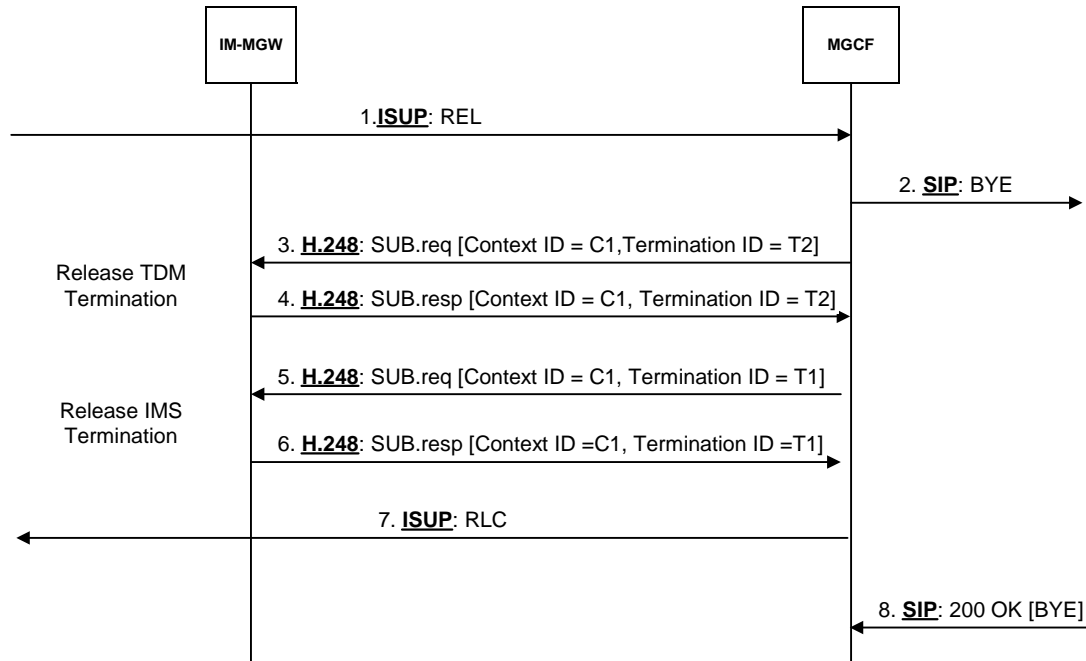 IM-MGW
MGCF
1.ISUP: REL
2. SIP: BYE
3. H.248: SUB.req [Context ID = C1,Termination ID = T2]
Release TDM
Termination
4. H.248: SUB.resp [Context ID = C1, Termination ID = T2]
5. H.248: SUB.req [Context ID = C1, Termination ID = T1]
Release IMS
Termination
6. H.248: SUB.resp [Context ID =C1, Termination ID =T1]
7. ISUP: RLC
8. SIP: 200 OK [BYE]